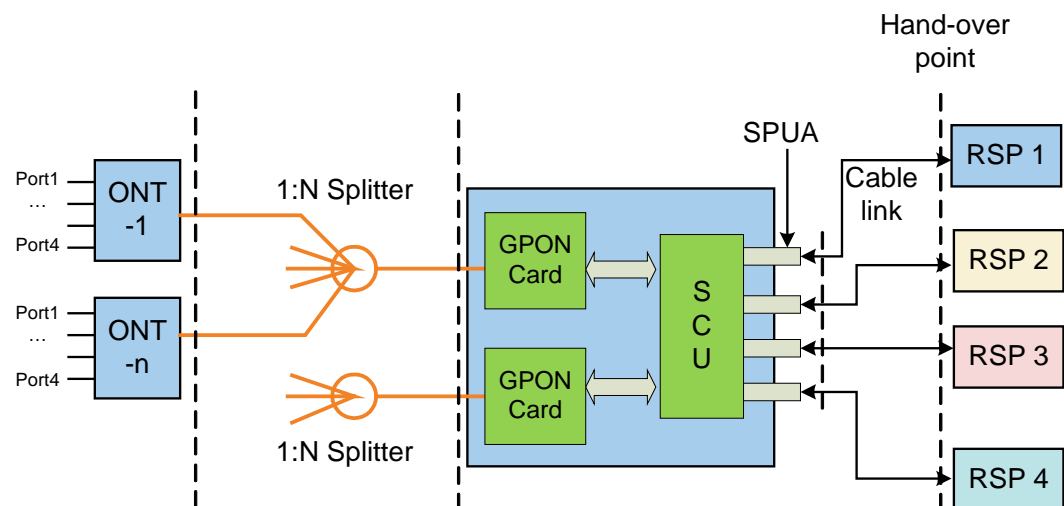 Hand-over
point
SPUA
RSP 1
Cable
link
Port1
...
Port4
ONT
-1
1:N Splitter
GPON
Card
S
C
U
RSP 2
Port1
...
Port4
ONT
-n
RSP 3
GPON
Card
1:N Splitter
RSP 4